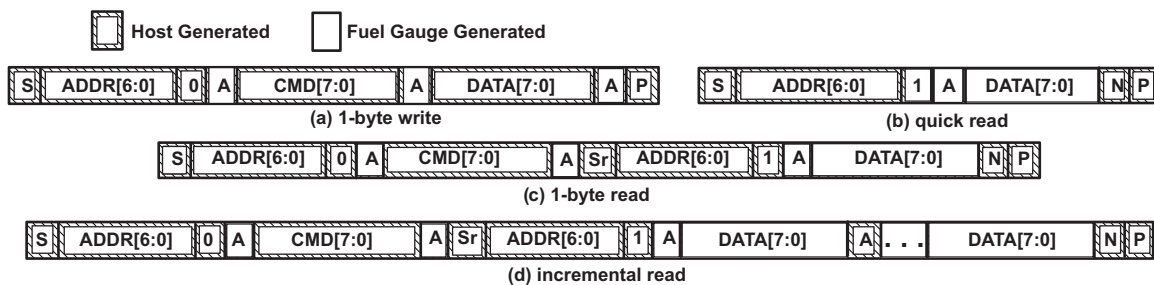 Host Generated Fuel Gauge Generated
S ADDR[6:0] 0 A CMD[7:0] A DATA[7:0] A P
(a) 1-byte write
S ADDR[6:0] 1 A DATA[7:0] N P
(b) quick read
S ADDR[6:0] 0 A CMD[7:0] A Sr ADDR[6:0] 1 A DATA[7:0] N P
(c) 1-byte read
S ADDR[6:0] 0 A CMD[7:0] A Sr ADDR[6:0] 1 A DATA[7:0] A . . . DATA[7:0] N P
(d) incremental read